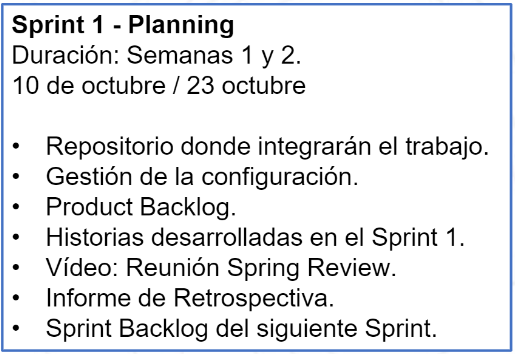 Sprint 1 - Planning
Duración: Semanas 1 y 2.
10 de octubre / 23 octubre
• Repositorio donde integrarán el trabajo.
• Gestión de la configuración.
• Product Backlog.
• Historias desarrolladas en el Sprint 1.
• Vídeo: Reunión Spring Review.
• Informe de Retrospectiva.
• Sprint Backlog del siguiente Sprint.